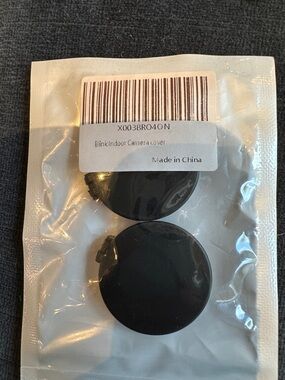 X003BRO4ON
Blink Indoor Camera cover
Made in China